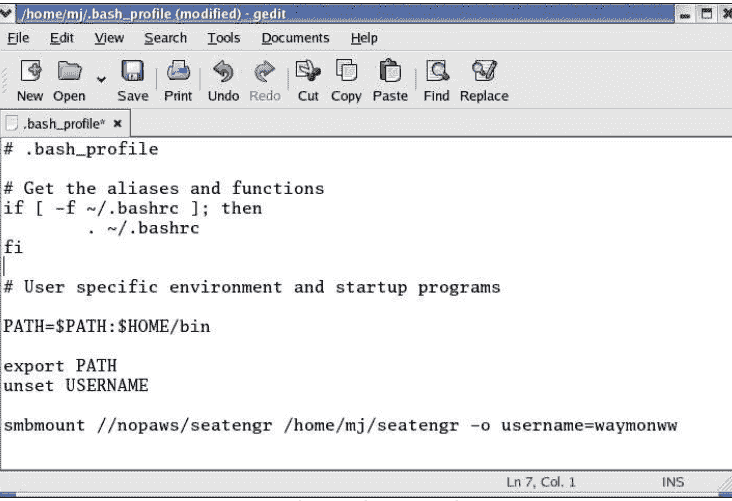 /home/mj/.bash_profile (modified) - gedit
File Edit View Search Tools Documents Help
New Open Save Print Undo Redo Cut Copy Paste Find Replace
.bash_profile*
# .bash_profile
# Get the aliases and functions
if [ -f ~/.bashrc ]; then
. ~/.bashrc
fi
# User specific environment and startup programs
PATH=$PATH:$HOME/bin
export PATH
unset USERNAME
smbmount //nopaws/seatengr /home/mj/seatengr -o username=waymonww
Ln 7, Col. 1 INS